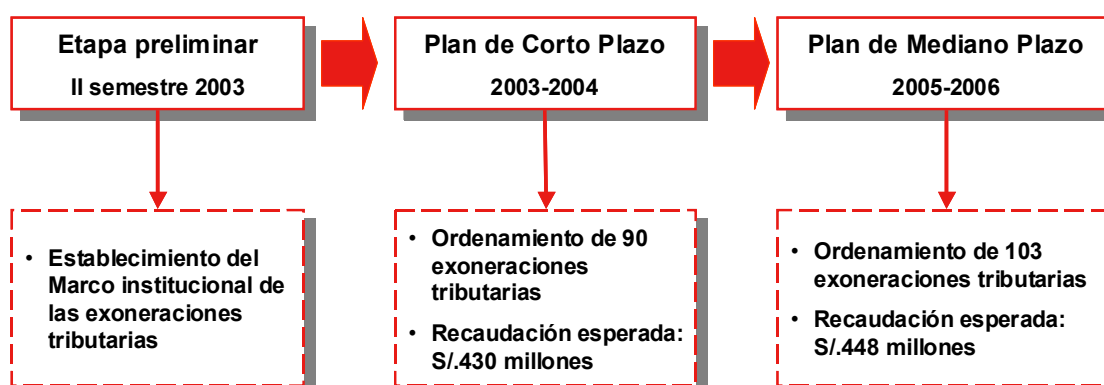 Etapa preliminar
II semestre 2003
Plan de Corto Plazo
2003-2004
Plan de Mediano Plazo
2005-2006
• Establecimiento del
Marco institucional de
las exoneraciones
tributarias
• Ordenamiento de 90
exoneraciones
tributarias
• Recaudación esperada:
S/.430 millones
• Ordenamiento de 103
exoneraciones tributarias
• Recaudación esperada:
S/.448 millones